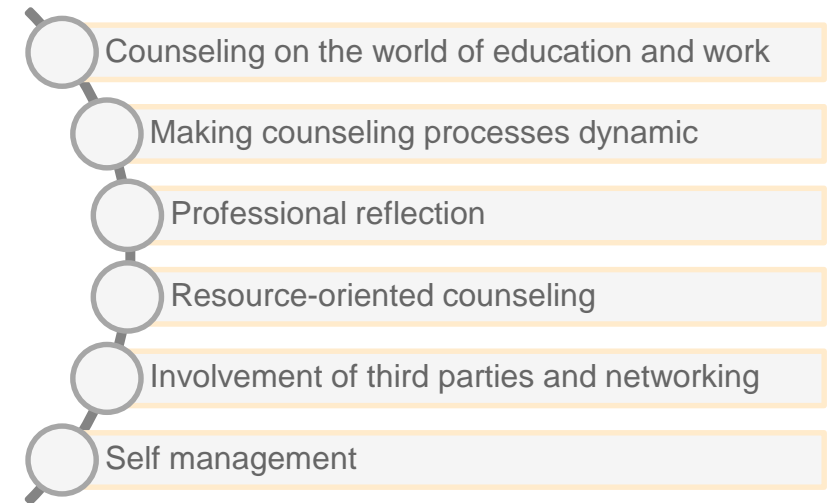 Counseling on the world of education and work
Making counseling processes dynamic
Professional reflection
Resource-oriented counseling
Involvement of third parties and networking
Self management